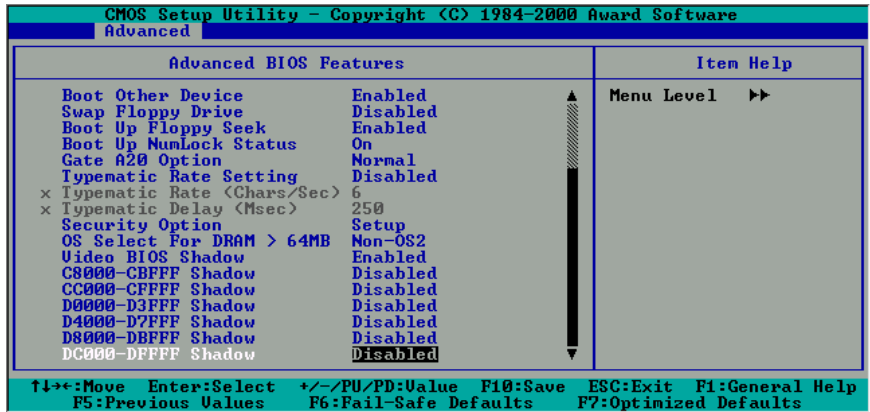 CMOS Setup Utility - Copyright (C) 1984-2000 Award Software
Advanced
Advanced BIOS Features
Item Help
Boot Other Device Enabled
Menu Level ▶▶
Swap Floppy Drive Disabled
Boot Up Floppy Seek Enabled
Boot Up NumLock Status On
Gate A20 Option Normal
Typematic Rate Setting Disabled
x Typematic Rate (Chars/Sec) 6
x Typematic Delay (Msec) 250
Security Option Setup
OS Select For DRAM > 64MB Non-OS2
Video BIOS Shadow Enabled
C8000-CBFFF Shadow Disabled
CC000-CFFFF Shadow Disabled
D0000-D3FFF Shadow Disabled
D4000-D7FFF Shadow Disabled
D8000-DBFFF Shadow Disabled
DC000-DFFFF Shadow Disabled
↑↓→←:Move Enter:Select +/-/PU/PD:Value F10:Save ESC:Exit F1:General Help
F5:Previous Values F6:Fail-Safe Defaults F7:Optimized Defaults